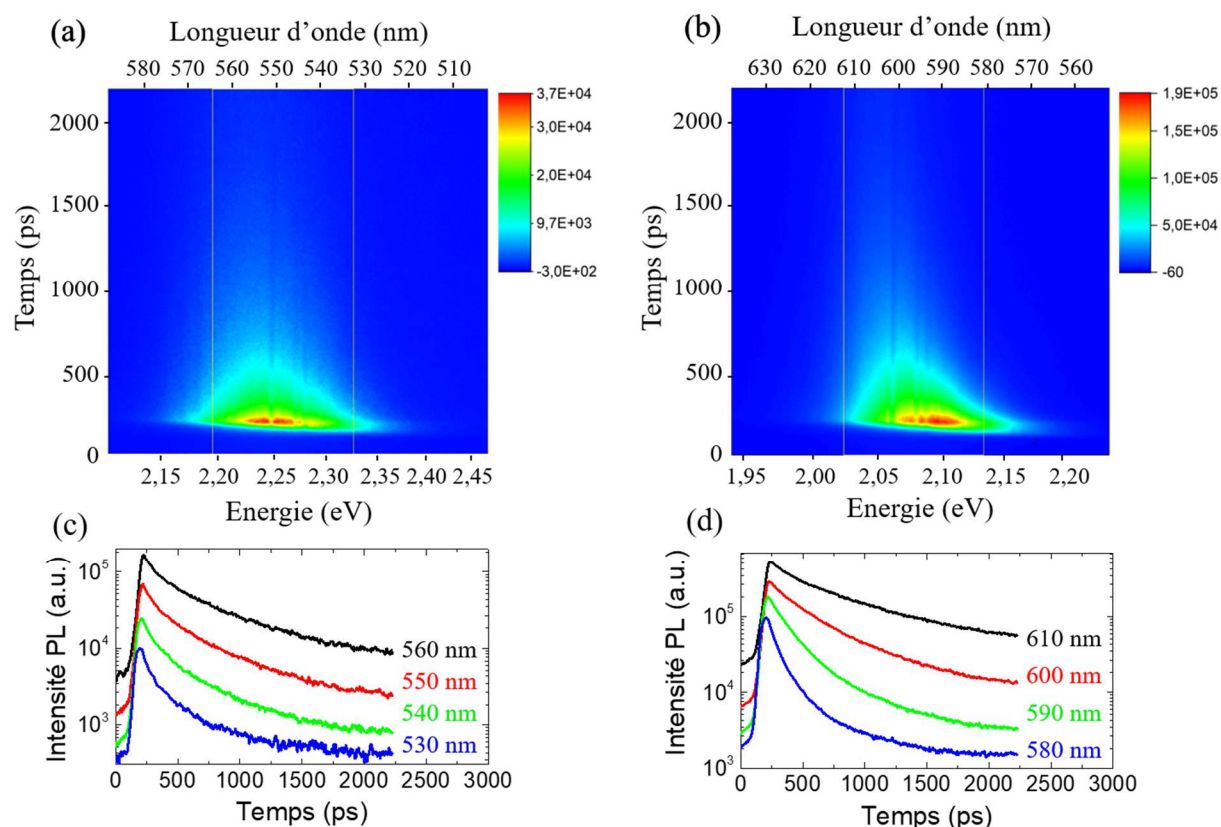 (a)
Longueur d'onde (nm)
580 570 560 550 540 530 520 510
2000
1500
1000
500
0
Temps (ps)
3,7E+04
3,0E+04
2,0E+04
9,7E+03
-3,0E+02
2,15 2,20 2,25 2,30 2,35 2,40 2,45
Energie (eV)
(b)
Longueur d'onde (nm)
630 620 610 600 590 580 570 560
2000
1500
1000
500
0
Temps (ps)
1,9E+05
1,5E+05
1,0E+05
5,0E+04
-60
1,95 2,00 2,05 2,10 2,15 2,20
Energie (eV)
(c)
Intensité PL (a.u.)
10⁵
10⁴
10³
560 nm
550 nm
540 nm
530 nm
0 500 1000 1500 2000 2500 3000
Temps (ps)
(d)
Intensité PL (a.u.)
10⁵
10⁴
10³
610 nm
600 nm
590 nm
580 nm
0 500 1000 1500 2000 2500 3000
Temps (ps)